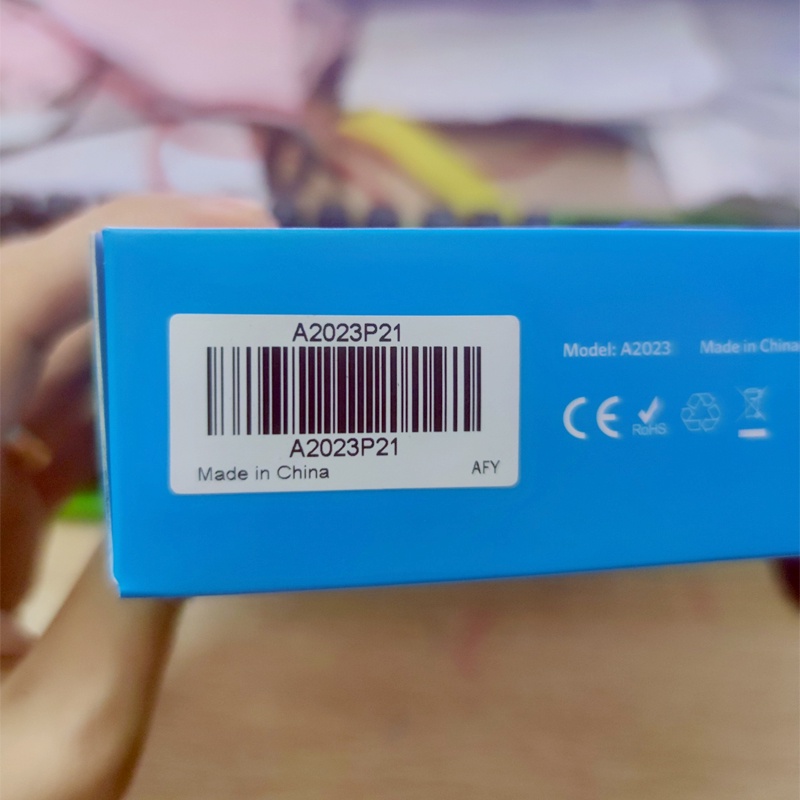 A2023P21
A2023P21
Made in China AFY
Model: A2023 Made in China
CE RoHS